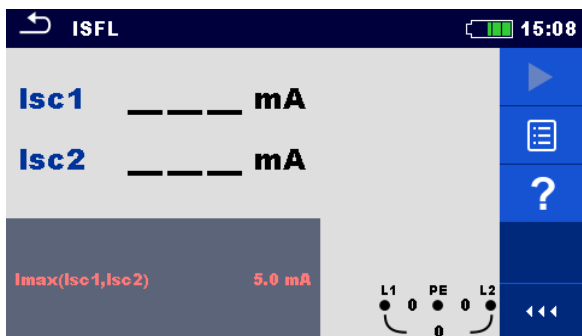 ISFL 15:08
Isc1 ___ mA
Isc2 ___ mA
?
Imax(Isc1,Isc2) 5.0 mA
L1 PE L2
0 0
0